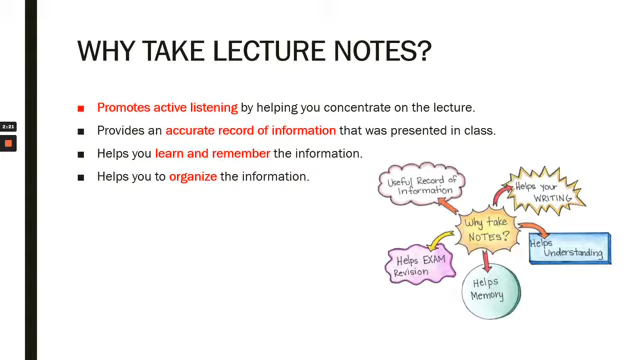 WHY TAKE LECTURE NOTES?
2:21
Promotes active listening by helping you concentrate on the lecture.
Provides an accurate record of information that was presented in class.
Helps you learn and remember the information.
Helps you to organize the information.
Useful Record of
Information
Helps your
WRITING
Why take
NOTES?
Helps
Understanding
Helps EXAM
Revision
Helps
Memory